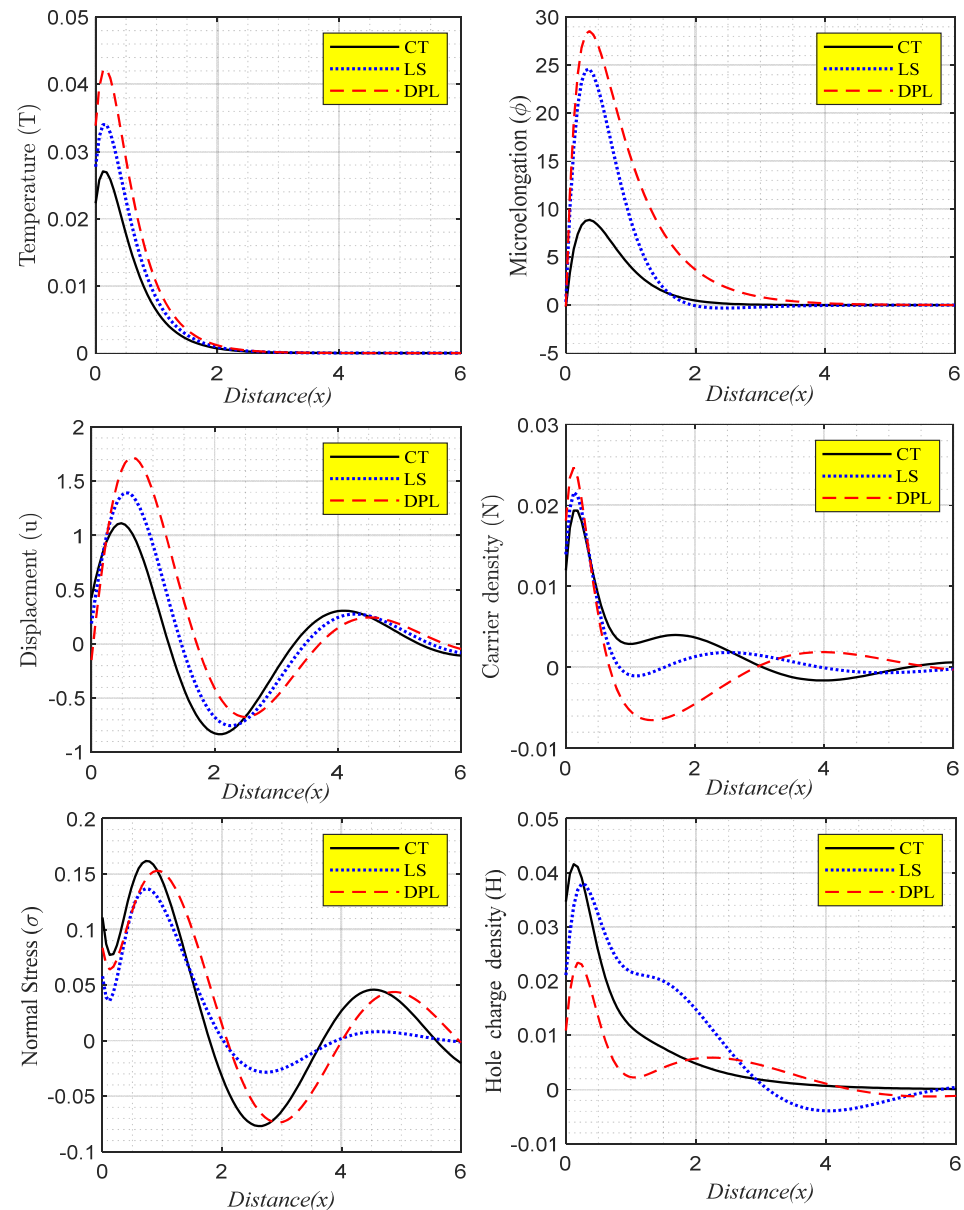 0.05
0.04
0.03
0.02
0.01
0
0 2 4 6
Temperature (T)
Distance(x)
CT
LS
DPL
30
25
20
15
10
5
0
-5
0 2 4 6
Microelongation (ϕ)
Distance(x)
CT
LS
DPL
2
1.5
1
0.5
0
-0.5
-1
0 2 4 6
Displacment (u)
Distance(x)
CT
LS
DPL
0.03
0.02
0.01
0
-0.01
0 2 4 6
Carrier density (N)
Distance(x)
CT
LS
DPL
0.2
0.15
0.1
0.05
0
-0.05
-0.1
0 2 4 6
Normal Stress (σ)
Distance(x)
CT
LS
DPL
0.05
0.04
0.03
0.02
0.01
0
-0.01
0 2 4 6
Hole charge density (H)
Distance(x)
CT
LS
DPL